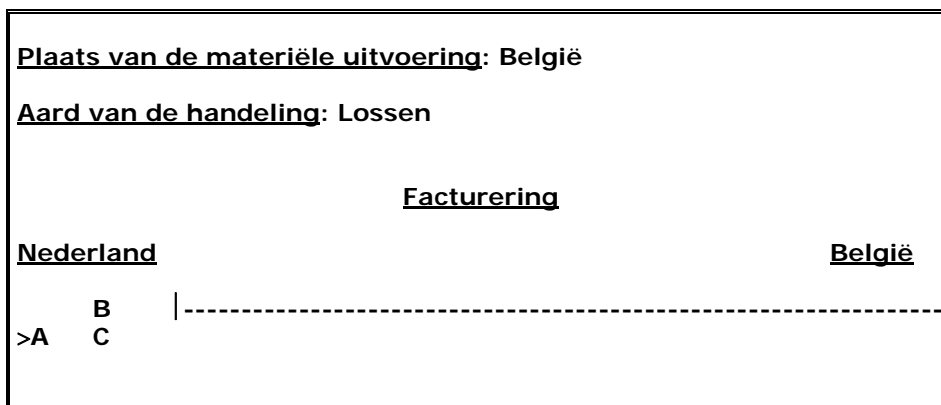 Plaats van de materiële uitvoering: België
Aard van de handeling: Lossen
Facturering
Nederland België
B |------------------------------------------------------------------
>A C